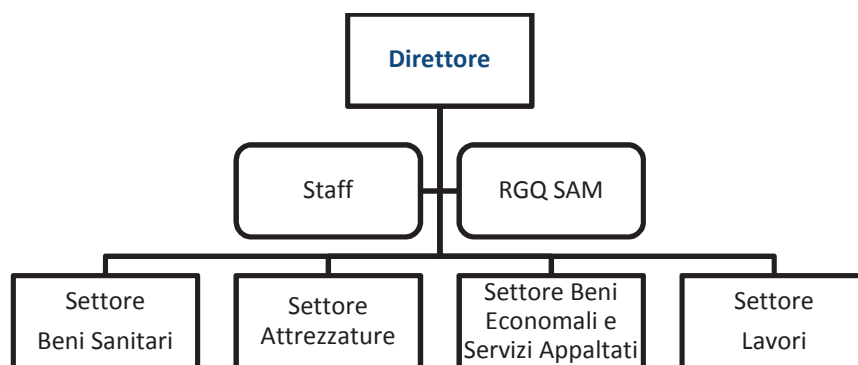 Direttore
Staff
RGQ SAM
Settore
Beni Sanitari
Settore
Attrezzature
Settore Beni
Economali e
Servizi Appaltati
Settore
Lavori